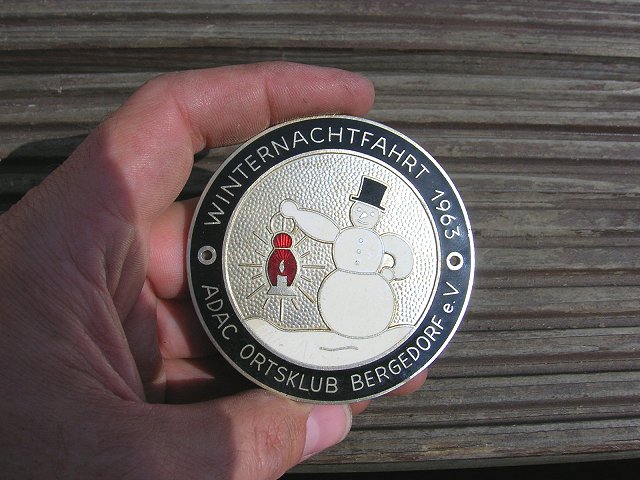 WINTERNACHTFAHRT 1963
ADAC ORTSKLUB BERGEDORF e.V.